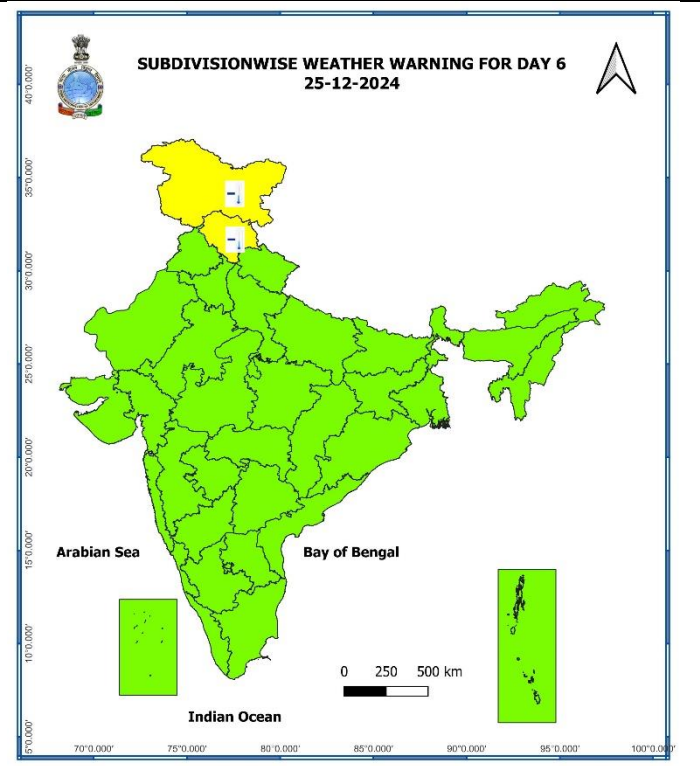 SUBDIVISIONWISE WEATHER WARNING FOR DAY 6
25-12-2024
40°0.000'
35°0.000'
30°0.000'
25°0.000'
20°0.000'
15°0.000'
10°0.000'
5°0.000'
Arabian Sea
Bay of Bengal
0 250 500 km
Indian Ocean
70°0.000' 75°0.000' 80°0.000' 85°0.000' 90°0.000' 95°0.000' 100°0.000'